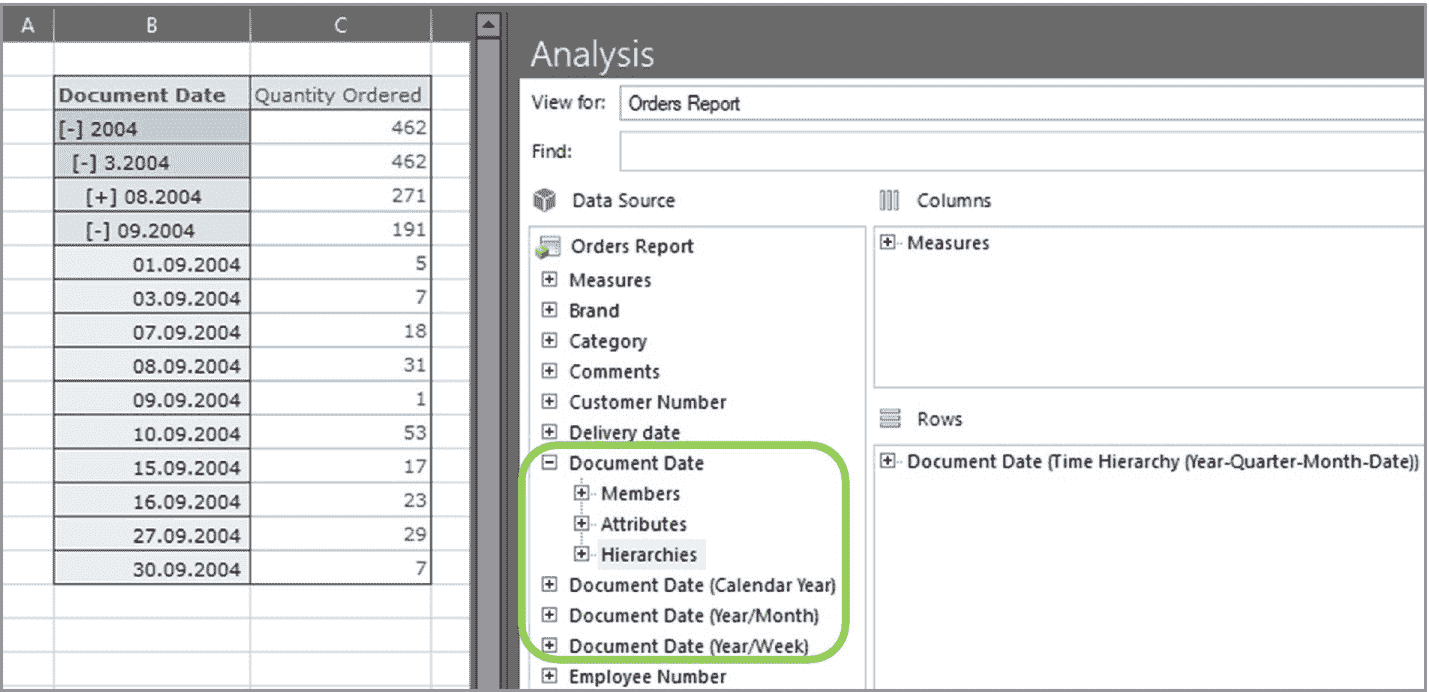 A B C
Document Date Quantity Ordered
[-] 2004 462
[-] 3.2004 462
[+] 08.2004 271
[-] 09.2004 191
01.09.2004 5
03.09.2004 7
07.09.2004 18
08.09.2004 31
09.09.2004 1
10.09.2004 53
15.09.2004 17
16.09.2004 23
27.09.2004 29
30.09.2004 7
Analysis
View for: Orders Report
Find:
Data Source
Orders Report
Measures
Brand
Category
Comments
Customer Number
Delivery date
Document Date
Members
Attributes
Hierarchies
Document Date (Calendar Year)
Document Date (Year/Month)
Document Date (Year/Week)
Employee Number
Columns
Measures
Rows
Document Date (Time Hierarchy (Year-Quarter-Month-Date))